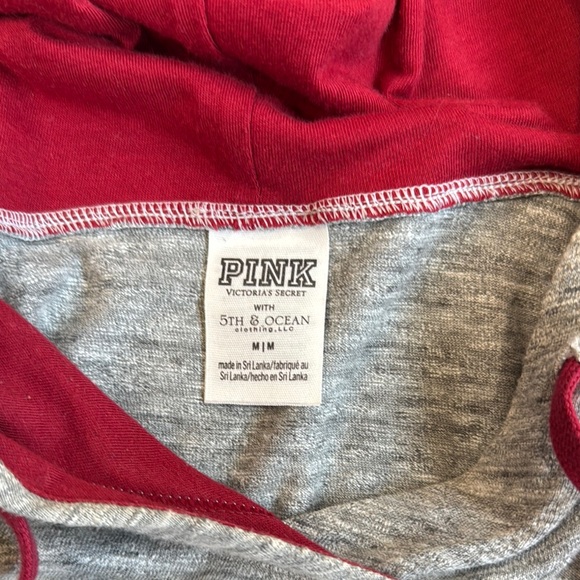 PINK
VICTORIA'S SECRET
WITH
5TH & OCEAN
clothing, LLC
M|M
made in Sri Lanka/fabriqué au
Sri Lanka/hecho en Sri Lanka